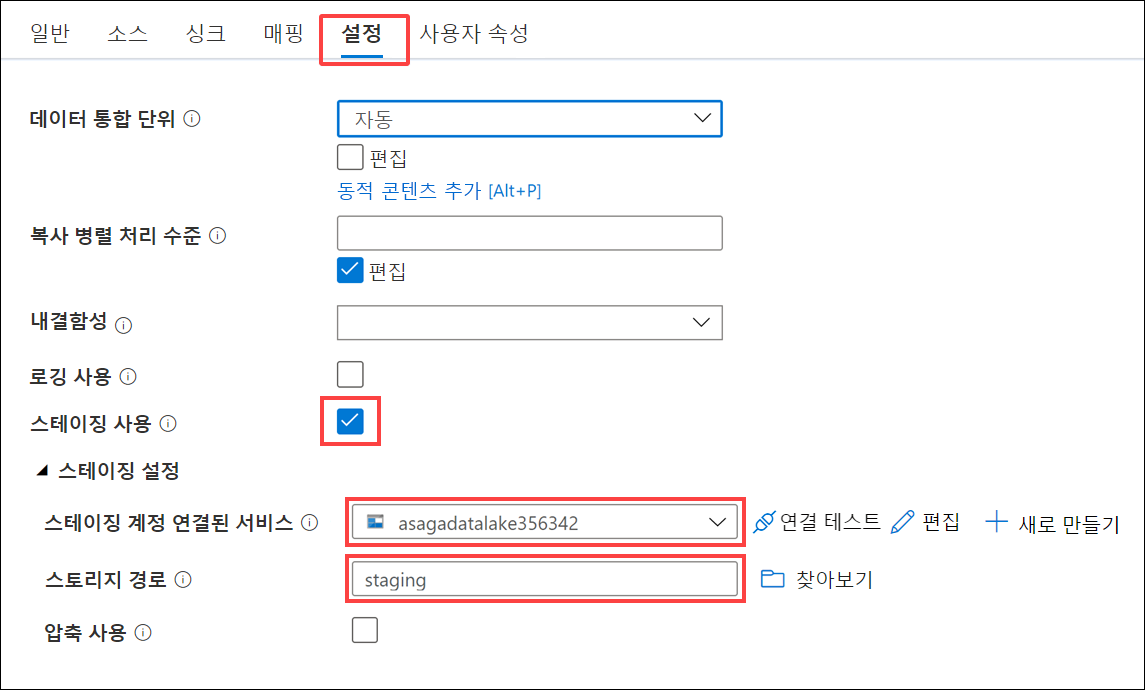 일반 소스 싱크 매핑 설정 사용자 속성
데이터 통합 단위 자동
편집
동적 콘텐츠 추가 [Alt+P]
복사 병렬 처리 수준
편집
내결함성
로깅 사용
스테이징 사용
스테이징 설정
스테이징 계정 연결된 서비스 asagadatalake356342 연결 테스트 편집 새로 만들기
스토리지 경로 staging 찾아보기
압축 사용